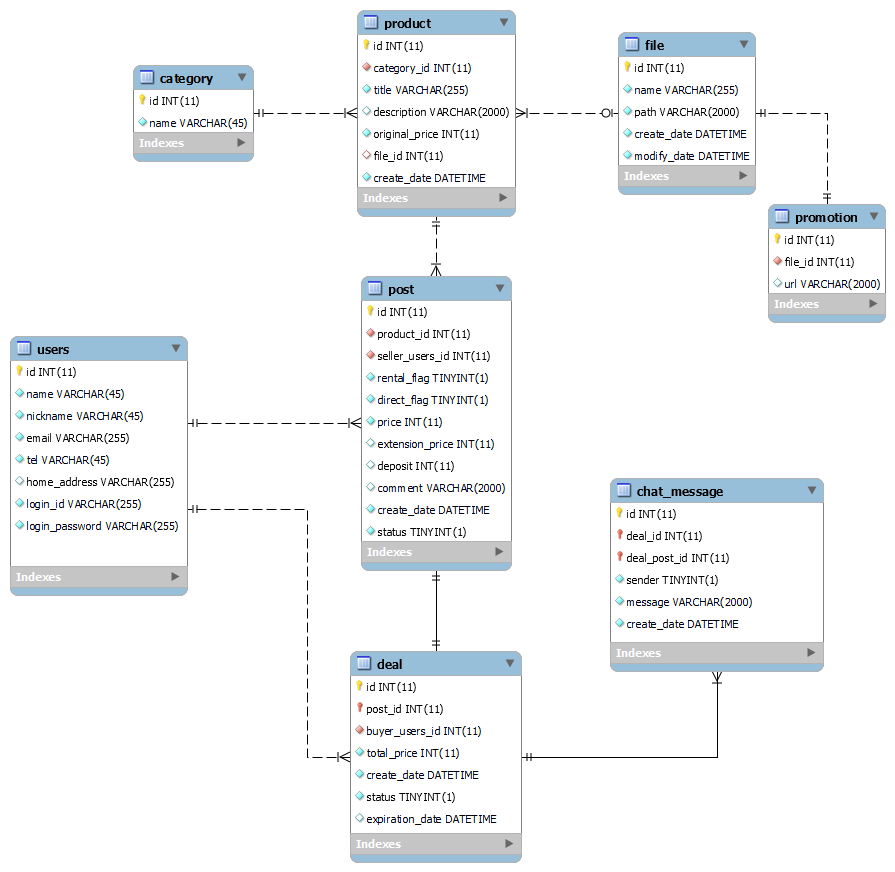 product
id INT(11)
category_id INT(11)
title VARCHAR(255)
description VARCHAR(2000)
original_price INT(11)
file_id INT(11)
create_date DATETIME
Indexes
file
id INT(11)
name VARCHAR(255)
path VARCHAR(2000)
create_date DATETIME
modify_date DATETIME
Indexes
category
id INT(11)
name VARCHAR(45)
Indexes
promotion
id INT(11)
file_id INT(11)
url VARCHAR(2000)
Indexes
post
id INT(11)
product_id INT(11)
seller_users_id INT(11)
rental_flag TINYINT(1)
direct_flag TINYINT(1)
price INT(11)
extension_price INT(11)
deposit INT(11)
comment VARCHAR(2000)
create_date DATETIME
status TINYINT(1)
Indexes
users
id INT(11)
name VARCHAR(45)
nickname VARCHAR(45)
email VARCHAR(255)
tel VARCHAR(45)
home_address VARCHAR(255)
login_id VARCHAR(255)
login_password VARCHAR(255)
Indexes
chat_message
id INT(11)
deal_id INT(11)
deal_post_id INT(11)
sender TINYINT(1)
message VARCHAR(2000)
create_date DATETIME
Indexes
deal
id INT(11)
post_id INT(11)
buyer_users_id INT(11)
total_price INT(11)
create_date DATETIME
status TINYINT(1)
expiration_date DATETIME
Indexes